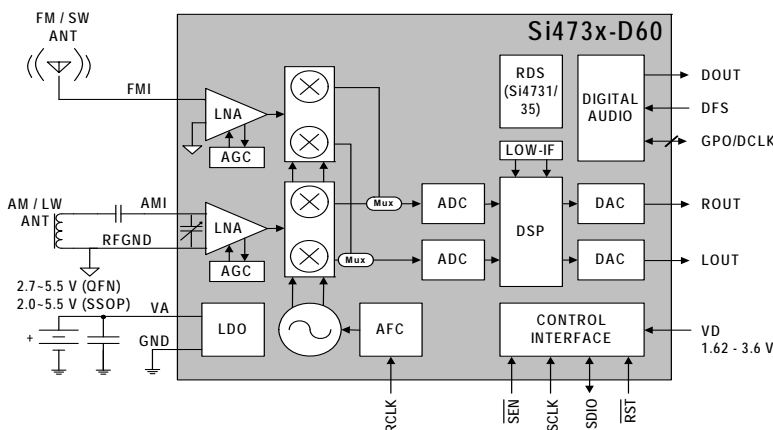 Si473x-D60
FM / SW
ANT
FMI
LNA
AGC
RDS
(Si4731/
35)
DIGITAL
AUDIO
DOUT
DFS
GPO/DCLK
LOW-IF
AM / LW
ANT
AMI
RFGND
LNA
AGC
Mux
Mux
ADC
ADC
DSP
DAC
DAC
ROUT
LOUT
2.7~5.5 V (QFN)
2.0~5.5 V (SSOP)
VA
+
GND
LDO
AFC
CONTROL
INTERFACE
VD
1.62 - 3.6 V
RCLK
SEN
SCLK
SDIO
RST